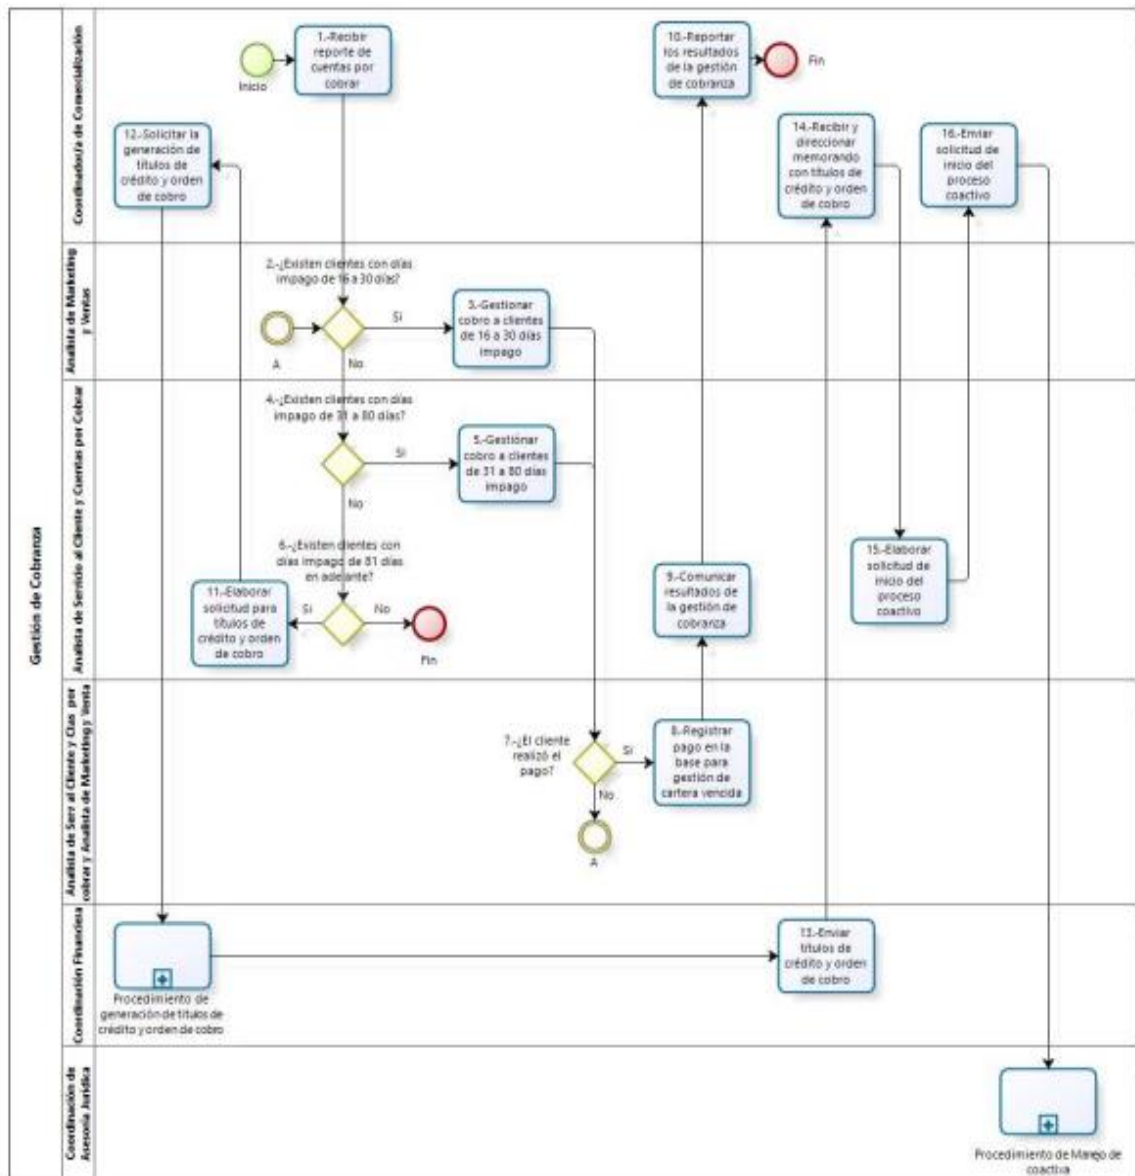 Gestión de Cobranza
Coordinador/a de Comercialización
Inicio
1.-Recibir
reporte de
cuentas por
cobrar
10.-Reportar
los resultados
de la gestión
de cobranza
Fin
12.-Solicitar la
generación de
títulos de
crédito y orden
de cobro
14.-Recibir y
direccionar
memorando
con títulos de
crédito y orden
de cobro
16.-Enviar
solicitud de
inicio del
proceso
coactivo
Analista de Marketing
y Ventas
2.-¿Existen clientes con días
impago de 16 a 30 días?
A
Si
No
3.-Gestionar
cobro a clientes
de 16 a 30 días
impago
Analista de Servicio al Cliente y Cuentas por Cobrar
4.-¿Existen clientes con días
impago de 31 a 80 días?
Si
No
5.-Gestionar
cobro a clientes
de 31 a 80 días
impago
6.-¿Existen clientes con
días impago de 81 días
en adelante?
Si
No
Fin
11.-Elaborar
solicitud para
títulos de
crédito y orden
de cobro
9.-Comunicar
resultados de
la gestión de
cobranza
15.-Elaborar
solicitud de
inicio del
proceso
coactivo
Analista de Serv al Cliente y Ctas por
cobrar y Analista de Marketing y Venta
7.-¿El cliente
realizó el
pago?
Si
No
A
8.-Registrar
pago en la
base para
gestión de
cartera vencida
Coordinación Financiera
Procedimiento de
generación de títulos de
crédito y orden de cobro
13.-Enviar
títulos de
crédito y orden
de cobro
Coordinación de
Asesoría Jurídica
Procedimiento de Manejo de
coactiva